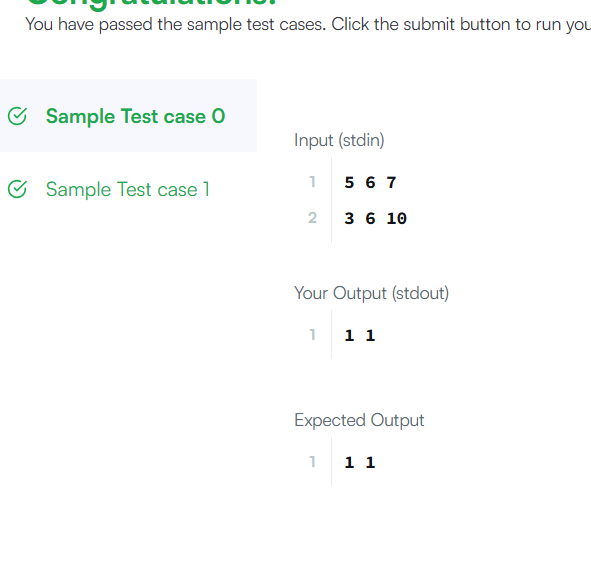 Congratulations!
You have passed the sample test cases. Click the submit button to run you
Sample Test case 0
Sample Test case 1
Input (stdin)
1 5 6 7
2 3 6 10
Your Output (stdout)
1 1 1
Expected Output
1 1 1